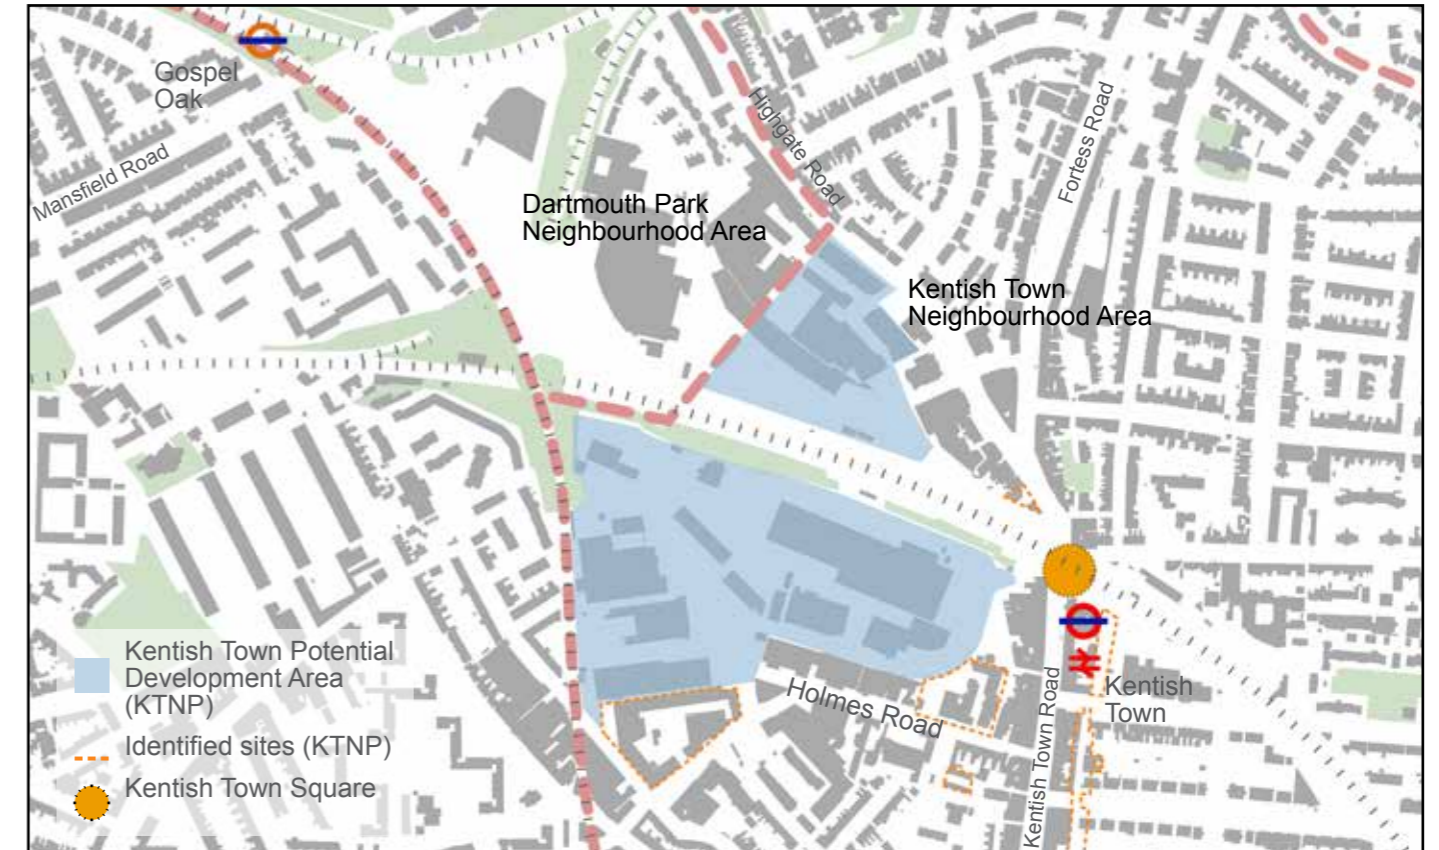 Gospel
Oak
Mansfield Road
Highgate Road
Fortess Road
Dartmouth Park
Neighbourhood Area
Kentish Town
Neighbourhood Area
Kentish Town Potential
Development Area
(KTNP)
Identified sites (KTNP)
Kentish Town Square
Holmes Road
Kentish Town Road
Kentish
Town